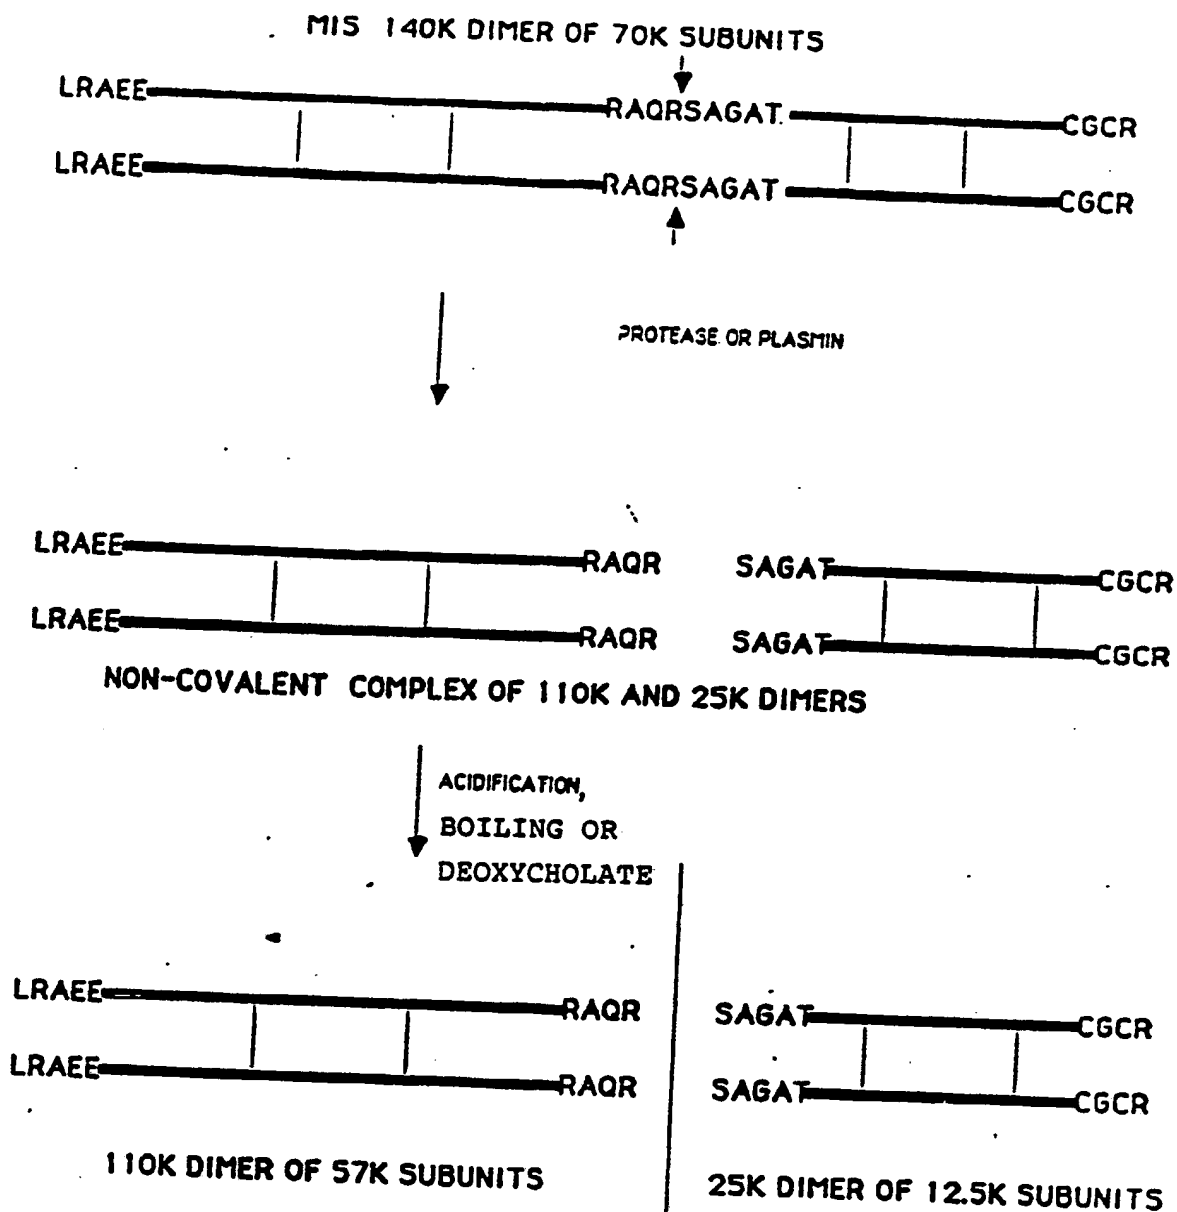 MIS 140K DIMER OF 70K SUBUNITS
LRAEE RAQRSAGAT CGCR
LRAEE RAQRSAGAT CGCR
PROTEASE OR PLASMIN
LRAEE RAQR SAGAT CGCR
LRAEE RAQR SAGAT CGCR
NON-COVALENT COMPLEX OF 110K AND 25K DIMERS
ACIDIFICATION,
BOILING OR
DEOXYCHOLATE
LRAEE RAQR SAGAT CGCR
LRAEE RAQR SAGAT CGCR
110K DIMER OF 57K SUBUNITS
25K DIMER OF 12.5K SUBUNITS